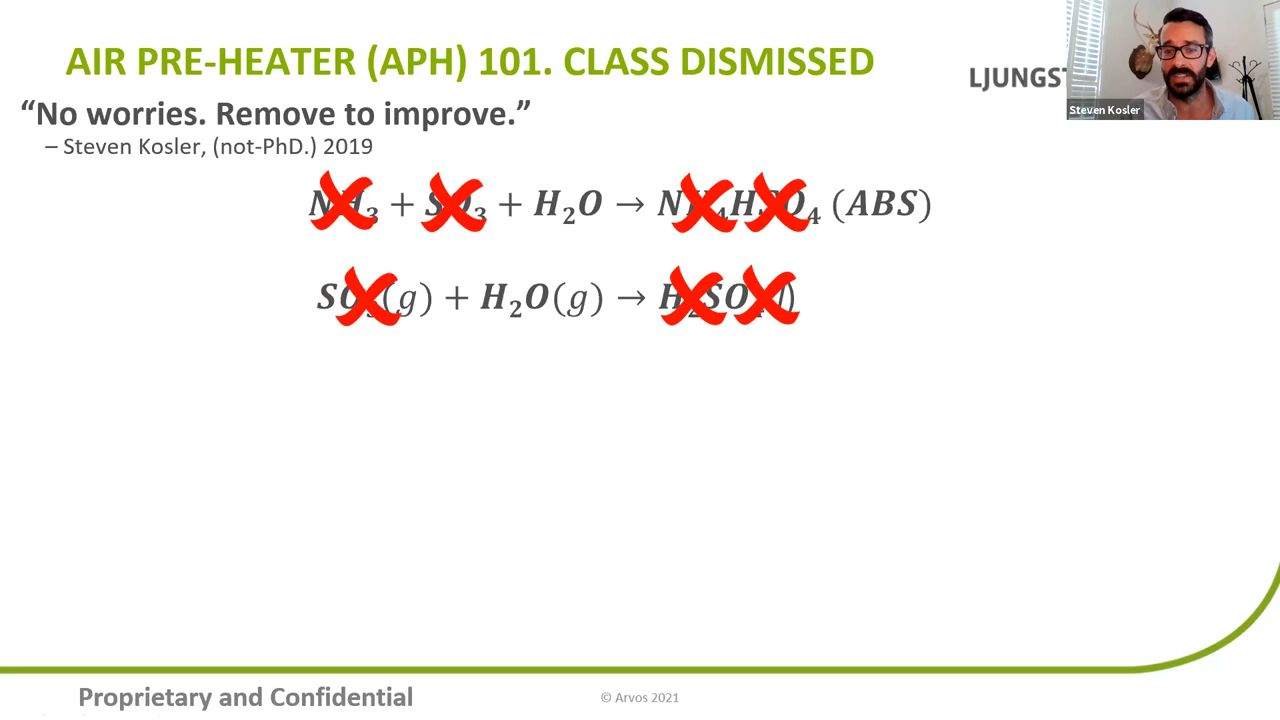 AIR PRE-HEATER (APH) 101. CLASS DISMISSED
LJUNGST
Steven Kosler
“No worries. Remove to improve.”
– Steven Kosler, (not-PhD.) 2019
NH₃ + SO₃ + H₂O → NH₄HSO₄ (ABS)
SO₃(g) + H₂O(g) → H₂SO₄
Proprietary and Confidential
© Arvos 2021